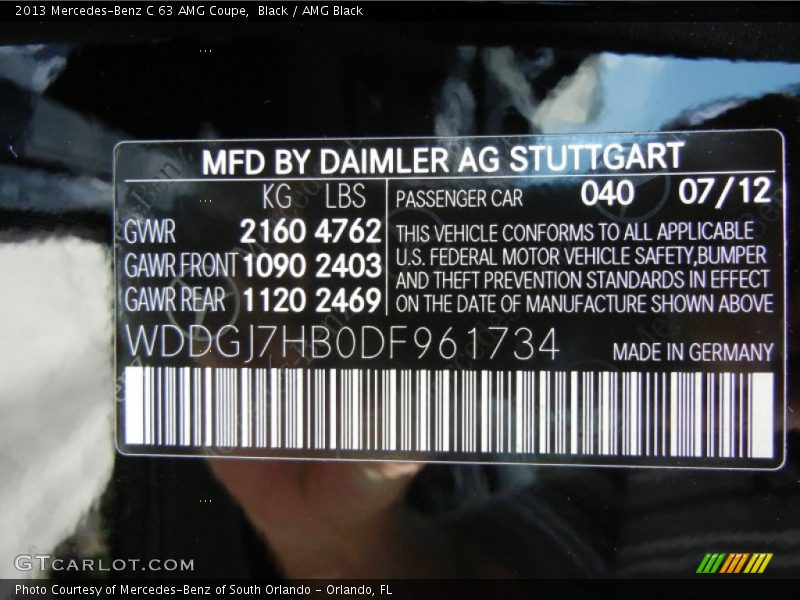 2013 Mercedes-Benz C 63 AMG Coupe,  Black / AMG Black
MFD BY DAIMLER AG STUTTGART
KG LBS
GVWR 2160 4762
GAWR FRONT 1090 2403
GAWR REAR 1120 2469
PASSENGER CAR 040 07/12
THIS VEHICLE CONFORMS TO ALL APPLICABLE
U.S. FEDERAL MOTOR VEHICLE SAFETY,BUMPER
AND THEFT PREVENTION STANDARDS IN EFFECT
ON THE DATE OF MANUFACTURE SHOWN ABOVE
WDDGJ7HB0DF961734
MADE IN GERMANY
GTCARLOT.COM
Photo Courtesy of Mercedes-Benz of South Orlando - Orlando, FL